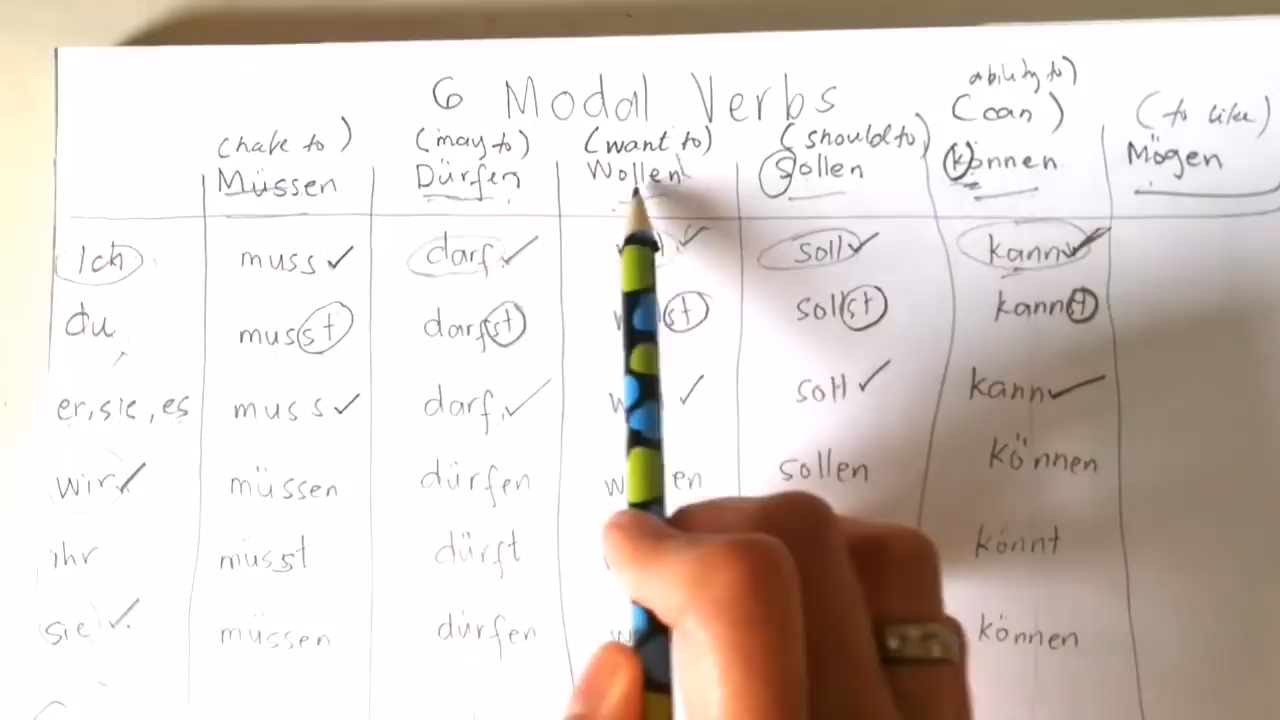 6 Modal Verbs
(have to) (may to) (want to) (should to) ability to) (can) (to like)
Müssen Dürfen Wollen Sollen Können Mögen
Ich muss darf soll kann
du musst darfst st sollst kannst
er, sie, es muss darf soll kann
wir müssen dürfen en sollen können
ihr müsst dürft könnt
sie müssen dürfen können